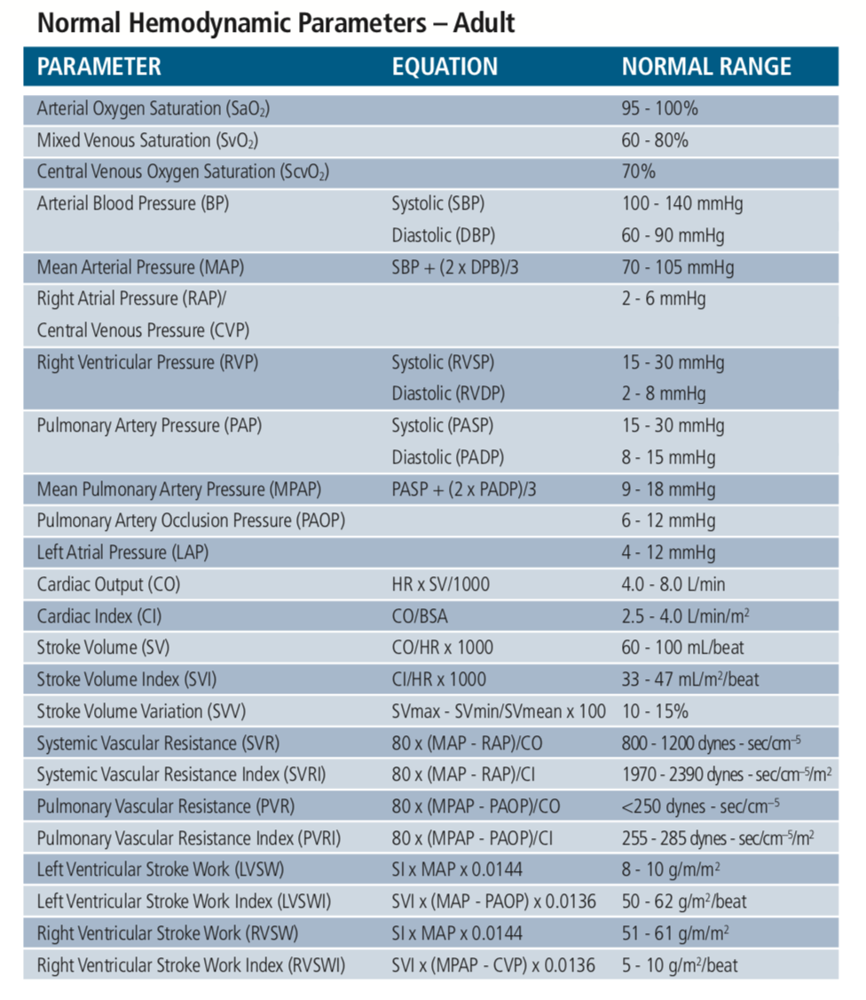 Normal Hemodynamic Parameters – Adult
PARAMETER EQUATION NORMAL RANGE
Arterial Oxygen Saturation (SaO₂) 95 - 100%
Mixed Venous Saturation (SvO₂) 60 - 80%
Central Venous Oxygen Saturation (ScvO₂) 70%
Arterial Blood Pressure (BP) Systolic (SBP) 100 - 140 mmHg
Diastolic (DBP) 60 - 90 mmHg
Mean Arterial Pressure (MAP) SBP + (2 x DPB)/3 70 - 105 mmHg
Right Atrial Pressure (RAP)/ 2 - 6 mmHg
Central Venous Pressure (CVP)
Right Ventricular Pressure (RVP) Systolic (RVSP) 15 - 30 mmHg
Diastolic (RVDP) 2 - 8 mmHg
Pulmonary Artery Pressure (PAP) Systolic (PASP) 15 - 30 mmHg
Diastolic (PADP) 8 - 15 mmHg
Mean Pulmonary Artery Pressure (MPAP) PASP + (2 x PADP)/3 9 - 18 mmHg
Pulmonary Artery Occlusion Pressure (PAOP) 6 - 12 mmHg
Left Atrial Pressure (LAP) 4 - 12 mmHg
Cardiac Output (CO) HR x SV/1000 4.0 - 8.0 L/min
Cardiac Index (CI) CO/BSA 2.5 - 4.0 L/min/m²
Stroke Volume (SV) CO/HR x 1000 60 - 100 mL/beat
Stroke Volume Index (SVI) CI/HR x 1000 33 - 47 mL/m²/beat
Stroke Volume Variation (SVV) SVmax - SVmin/SVmean x 100 10 - 15%
Systemic Vascular Resistance (SVR) 80 x (MAP - RAP)/CO 800 - 1200 dynes - sec/cm⁻⁵
Systemic Vascular Resistance Index (SVRI) 80 x (MAP - RAP)/CI 1970 - 2390 dynes - sec/cm⁻⁵/m²
Pulmonary Vascular Resistance (PVR) 80 x (MPAP - PAOP)/CO <250 dynes - sec/cm⁻⁵
Pulmonary Vascular Resistance Index (PVRI) 80 x (MPAP - PAOP)/CI 255 - 285 dynes - sec/cm⁻⁵/m²
Left Ventricular Stroke Work (LVSW) SI x MAP x 0.0144 8 - 10 g/m/m²
Left Ventricular Stroke Work Index (LVSWI) SVI x (MAP - PAOP) x 0.0136 50 - 62 g/m²/beat
Right Ventricular Stroke Work (RVSW) SI x MAP x 0.0144 51 - 61 g/m/m²
Right Ventricular Stroke Work Index (RVSWI) SVI x (MPAP - CVP) x 0.0136 5 - 10 g/m²/beat